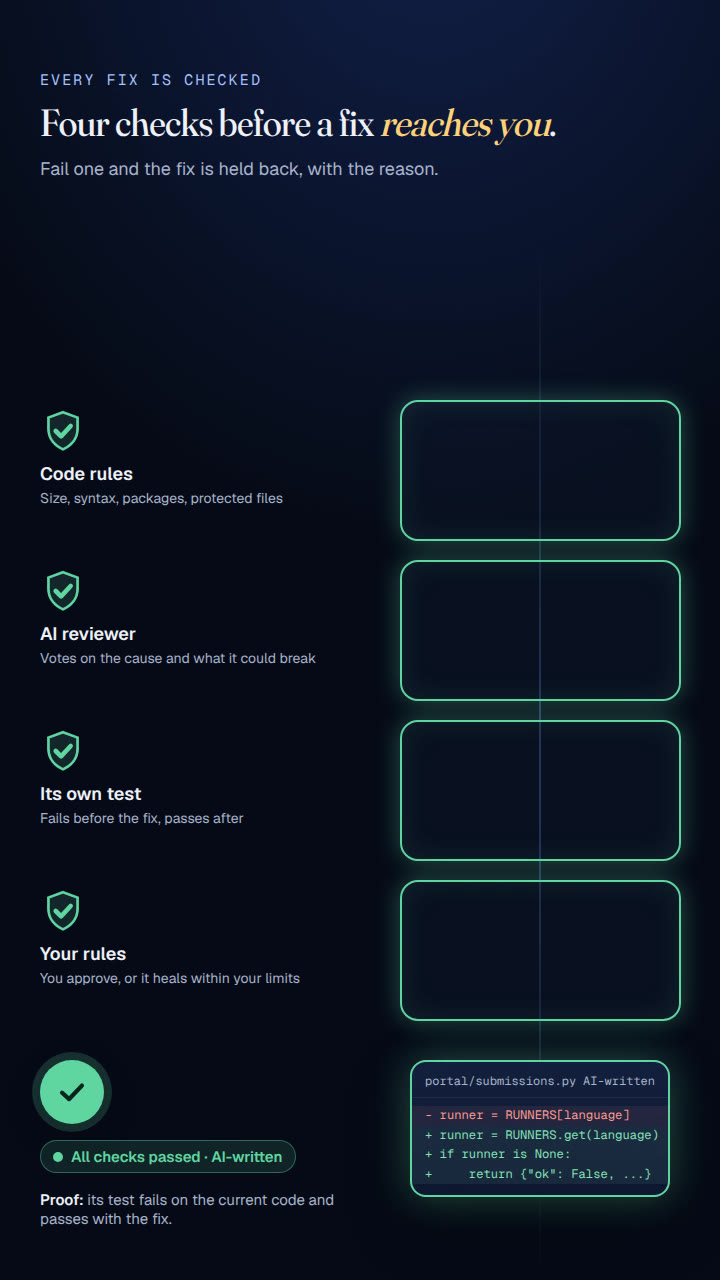 EVERY FIX IS CHECKED
Four checks before a fix reaches you.
Fail one and the fix is held back, with the reason.
Code rules
Size, syntax, packages, protected files
AI reviewer
Votes on the cause and what it could break
Its own test
Fails before the fix, passes after
Your rules
You approve, or it heals within your limits
All checks passed · AI-written
Proof: its test fails on the current code and
passes with the fix.
portal/submissions.py AI-written
- runner = RUNNERS[language]
+ runner = RUNNERS.get(language)
+ if runner is None:
+     return {"ok": False, ...}